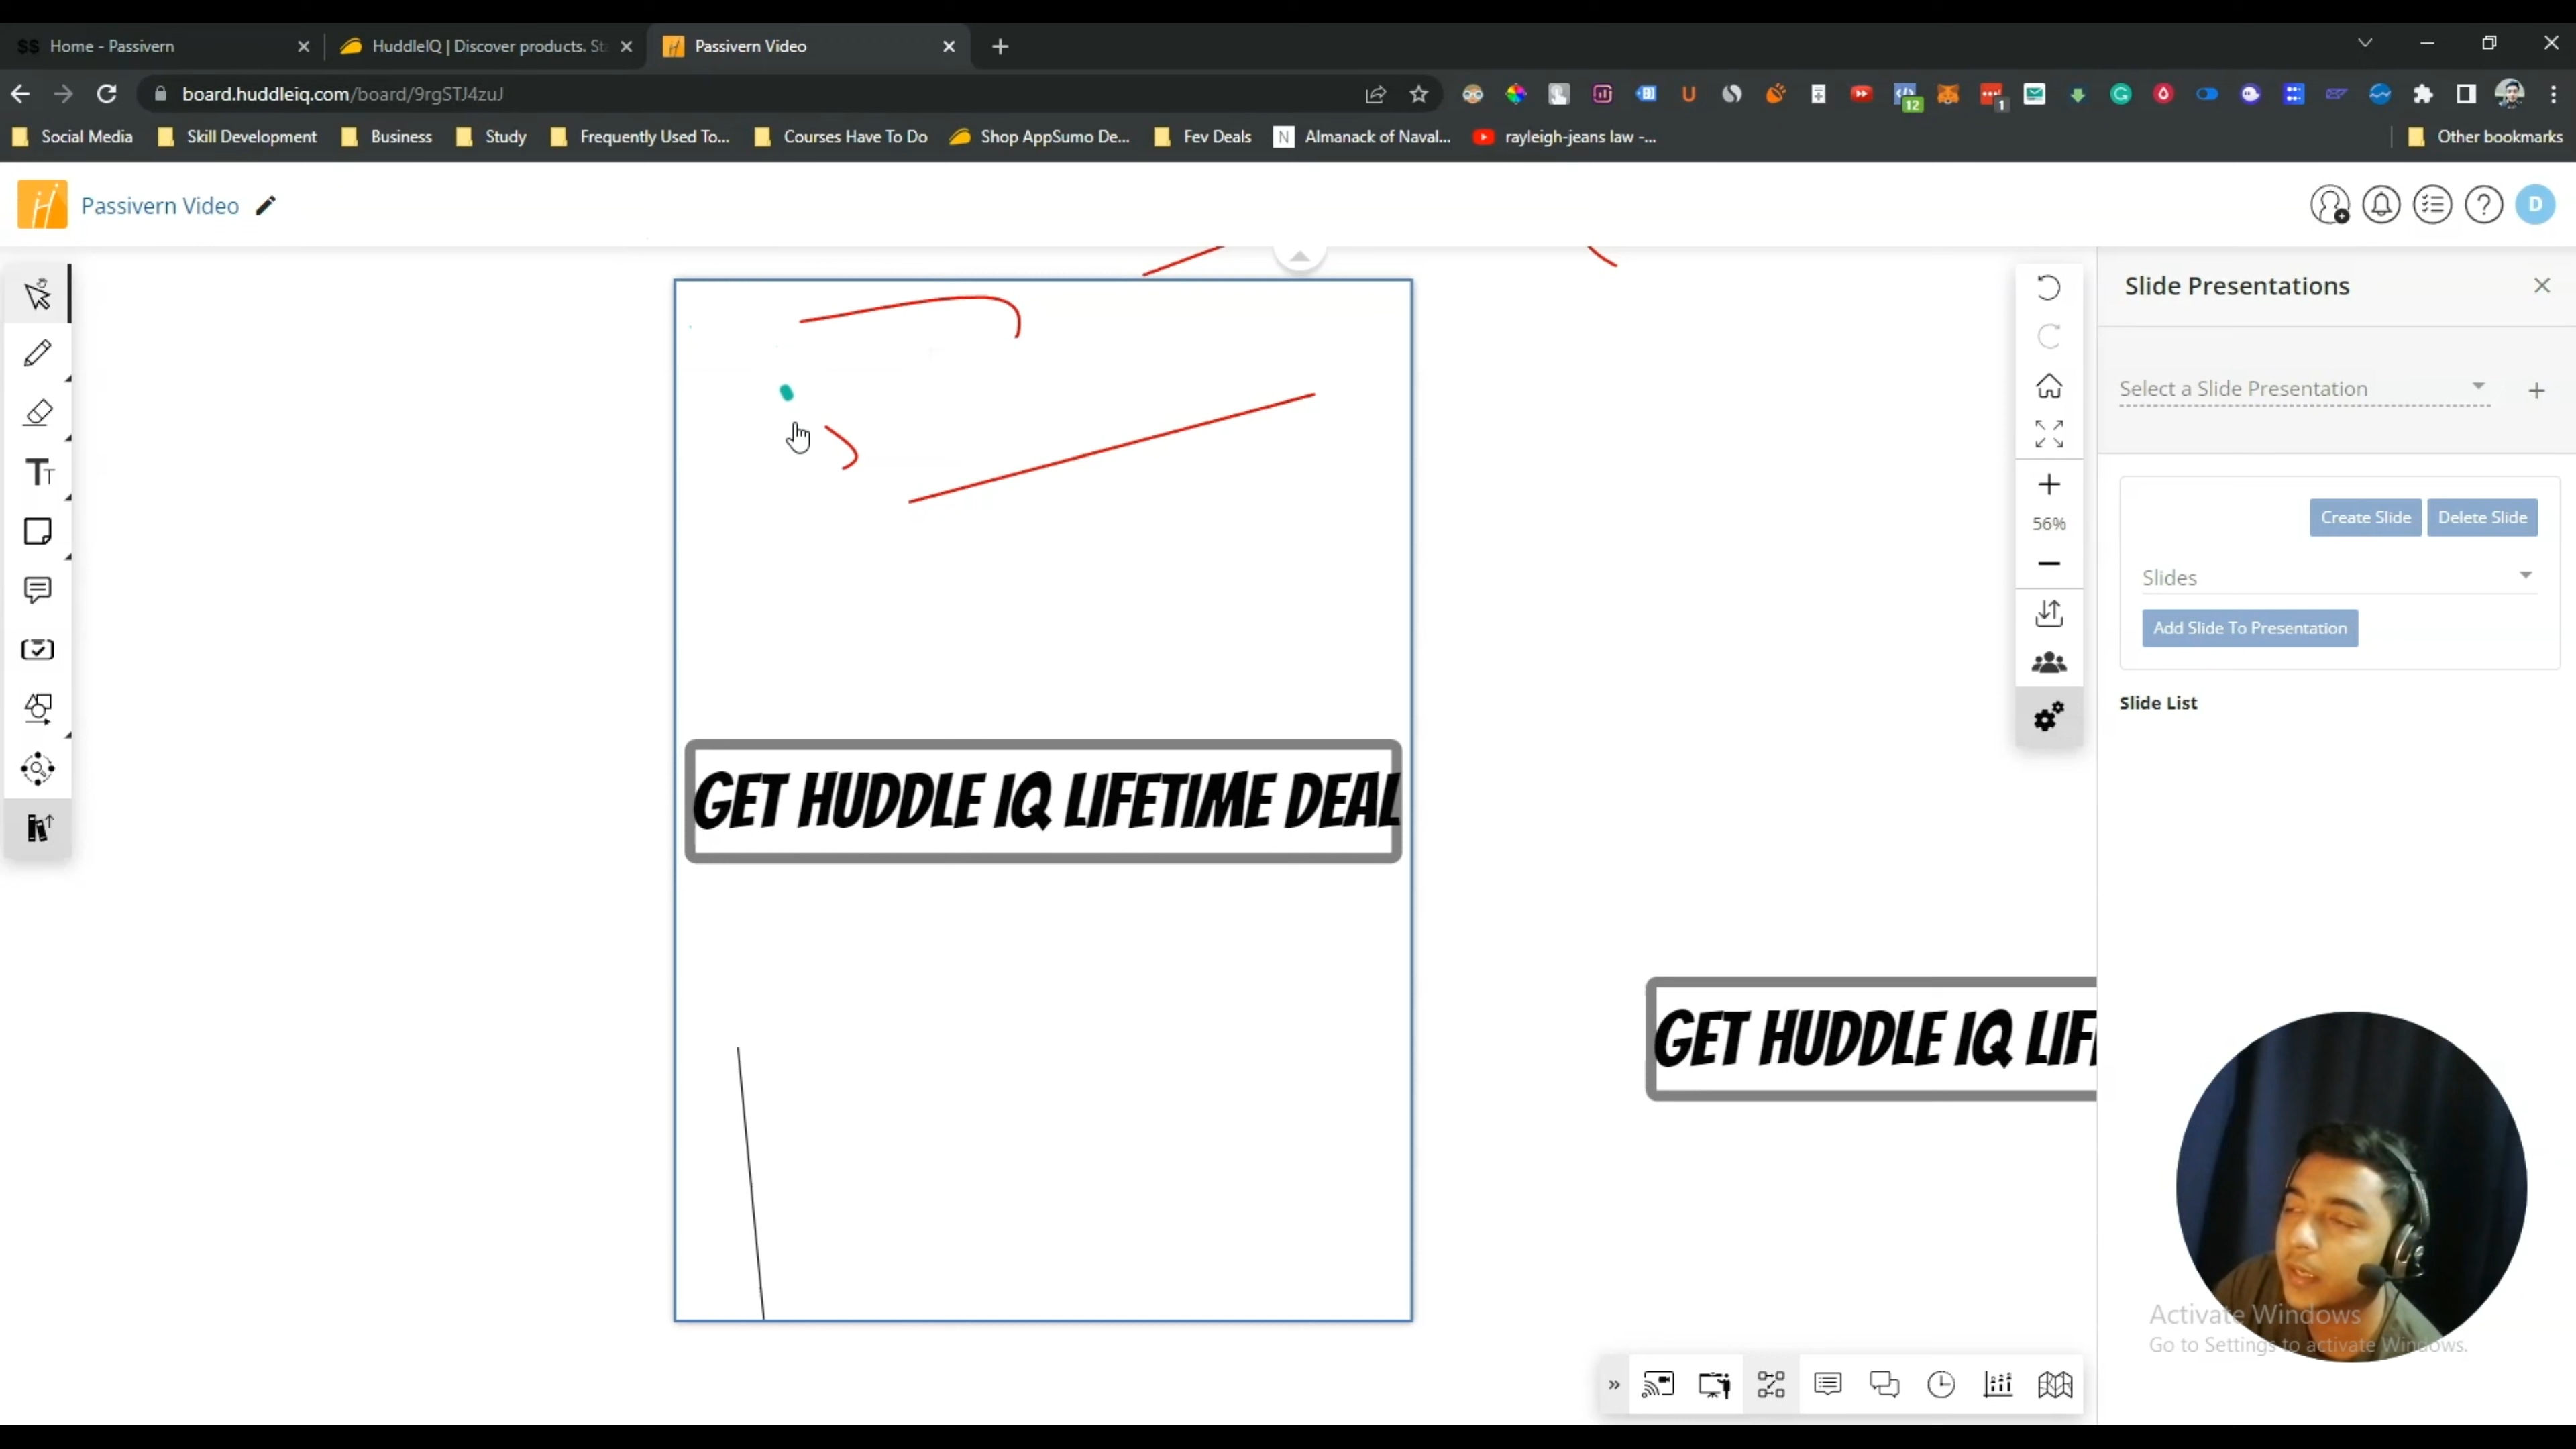 $$ Home - Passivern
HuddleIQ | Discover products. St
Passivern Video
board.huddleiq.com/board/9rgSTJ4zuJ
12
1
Social Media
Skill Development
Business
Study
Frequently Used To...
Courses Have To Do
Shop AppSumo De...
Fev Deals
Almanack of Naval...
rayleigh-jeans law -...
Other bookmarks
Passivern Video
D
Slide Presentations
Select a Slide Presentation
Create Slide
Delete Slide
56%
Slides
Add Slide To Presentation
Slide List
GET HUDDLE IQ LIFETIME DEAL
GET HUDDLE IQ LIF
Activate Windows
Go to Settings to activate Windows.